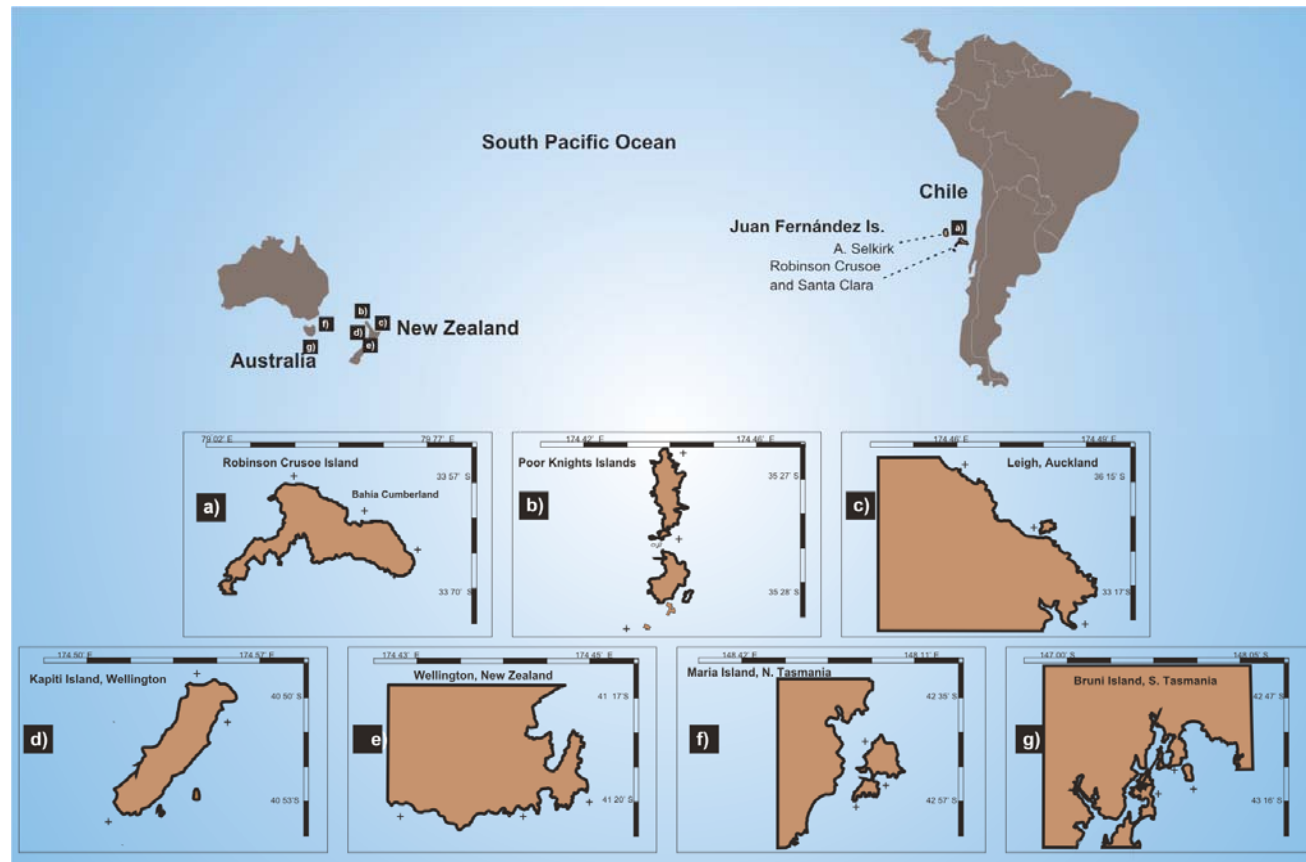 South Pacific Ocean
Chile
Juan Fernández Is.
a)
A. Selkirk
Robinson Crusoe
and Santa Clara
b)
c)
f)
d)
e)
g)
New Zealand
Australia
79 02' E
79 77' E
Robinson Crusoe Island
33 57' S
Bahia Cumberland
a)
33 70' S
174.42' E
174.46' E
Poor Knights Islands
35 27' S
b)
35 28' S
174.46' E
174.49' E
Leigh, Auckland
36 15' S
c)
33 17' S
174.50' E
174.57' E
Kapiti Island, Wellington
40 50' S
d)
40 53'S
174.43' E
174.45' E
Wellington, New Zealand
41 17'S
e)
41 20' S
148.42' E
148.11' E
Maria Island, N. Tasmania
42 35' S
f)
42 57' S
147.00' E
148.05' E
Bruni Island, S. Tasmania
42 47' S
g)
43 16' S